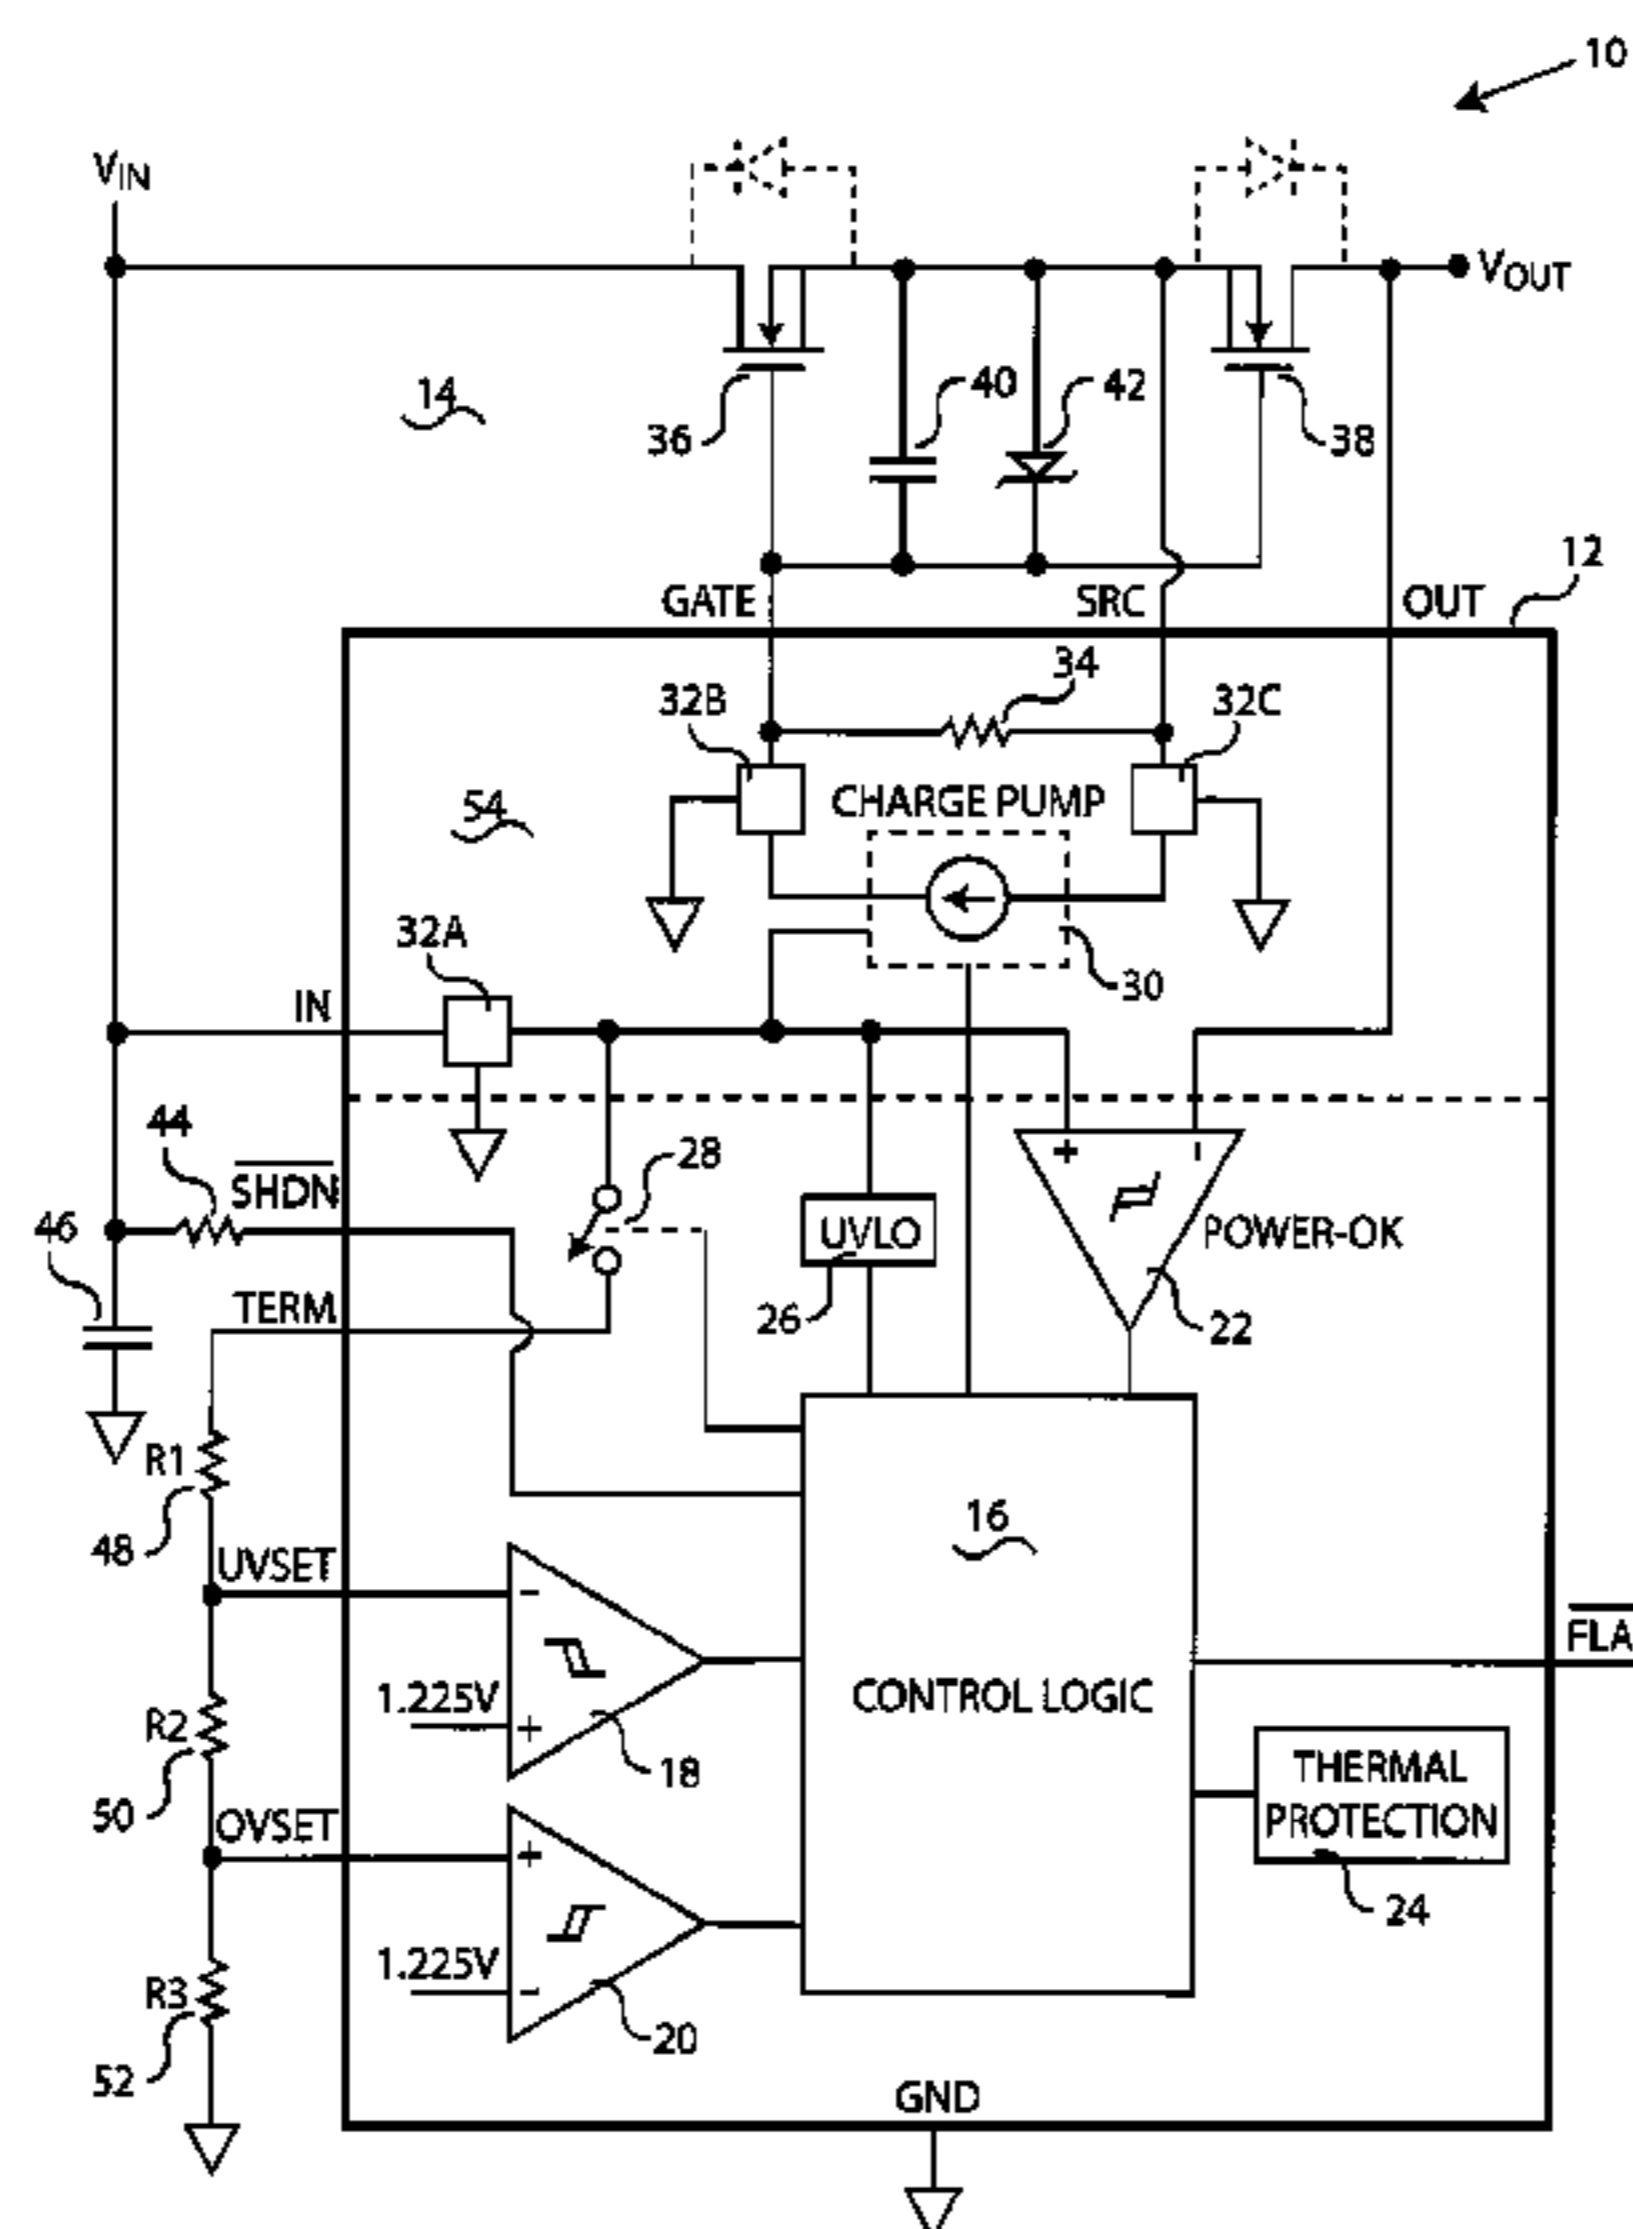 10
VIN
VOUT
14
36
40
42
38
12
GATE
SRC
OUT
34
32B
32C
CHARGE PUMP
54
32A
30
IN
44
SHDN
28
+
-
46
UVLO
POWER-OK
TERM
26
22
R1
16
48
UVSET
-
FLA
1.225V
CONTROL LOGIC
R2
+
18
THERMAL
PROTECTION
50
OVSET
+
24
1.225V
R3
-
20
52
GND